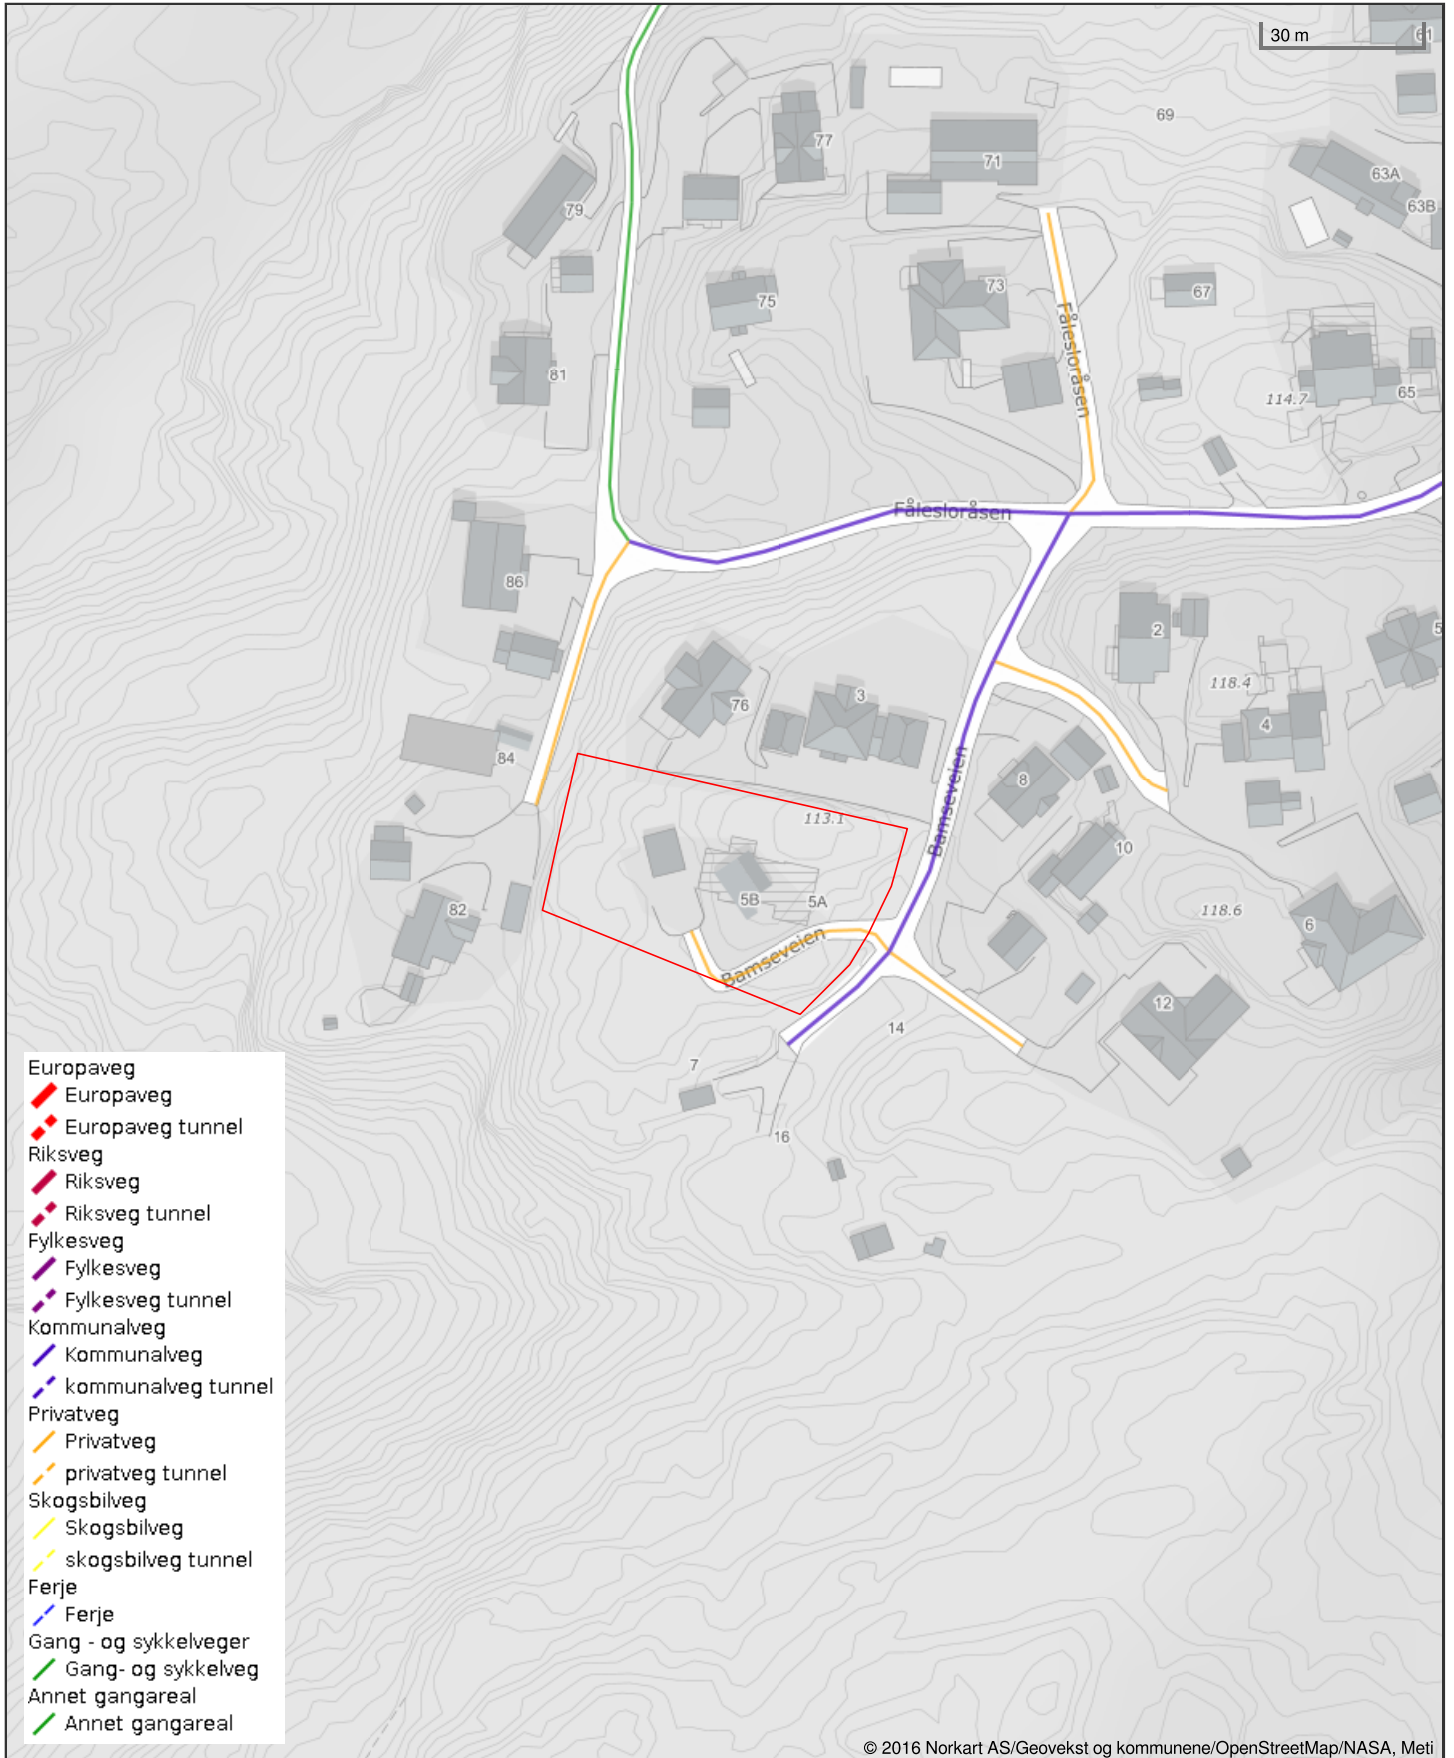 30 m
61
69
77
71
63A
63B
79
75
73
67
Fålesloråsen
81
114.7
65
Fålesloråsen
86
2
5
118.4
76
3
4
84
8
Bamseveien
113.1
10
82
5B
5A
118.6
6
Bamseveien
12
14
7
16
Europaveg
Europaveg
Europaveg tunnel
Riksveg
Riksveg
Riksveg tunnel
Fylkesveg
Fylkesveg
Fylkesveg tunnel
Kommunalveg
Kommunalveg
kommunalveg tunnel
Privatveg
Privatveg
privatveg tunnel
Skogsbilveg
Skogsbilveg
skogsbilveg tunnel
Ferje
Ferje
Gang - og sykkelveger
Gang- og sykkelveg
Annet gangareal
Annet gangareal
© 2016 Norkart AS/Geovekst og kommunene/OpenStreetMap/NASA, Meti